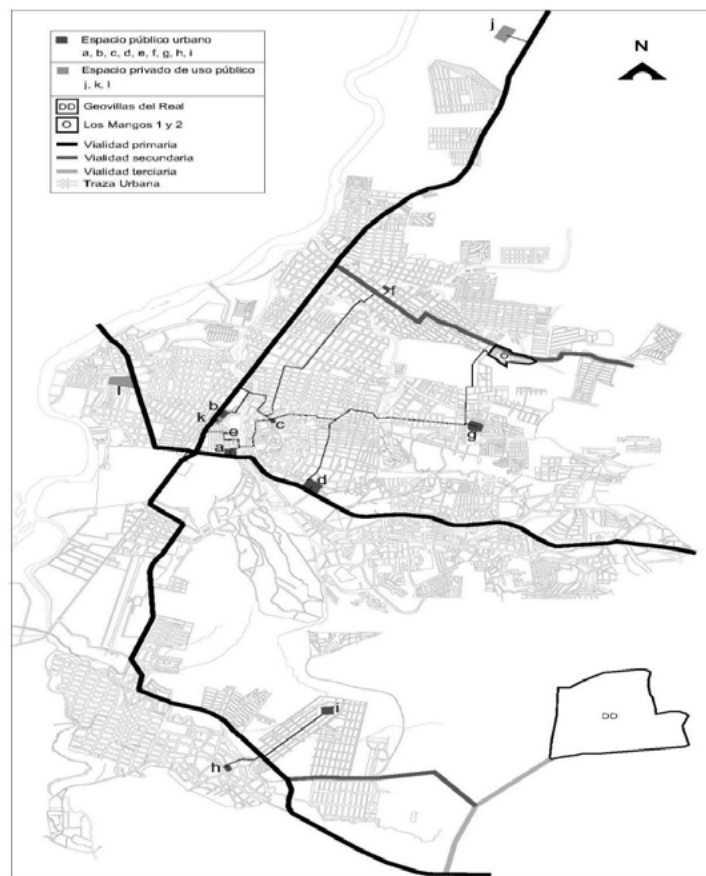 Espacio público urbano
a, b, c, d, e, f, g, h, i
Espacio privado de uso público
j, k, l
DD Geovillas del Real
O Los Mangos 1 y 2
Vialidad primaria
Vialidad secundaria
Vialidad terciaria
Traza Urbana
j
N
f
O
l
b
k
c
e
g
a
d
DD
i
h